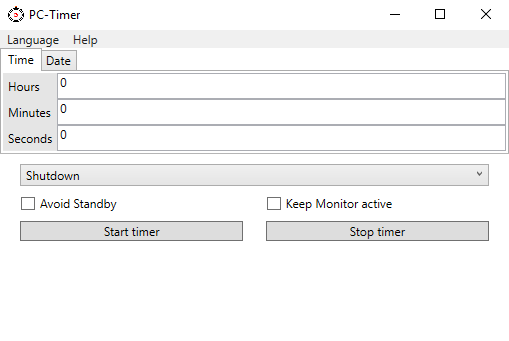 PC-Timer
Language Help
Time Date
Hours 0
Minutes 0
Seconds 0
Shutdown
Avoid Standby Keep Monitor active
Start timer Stop timer